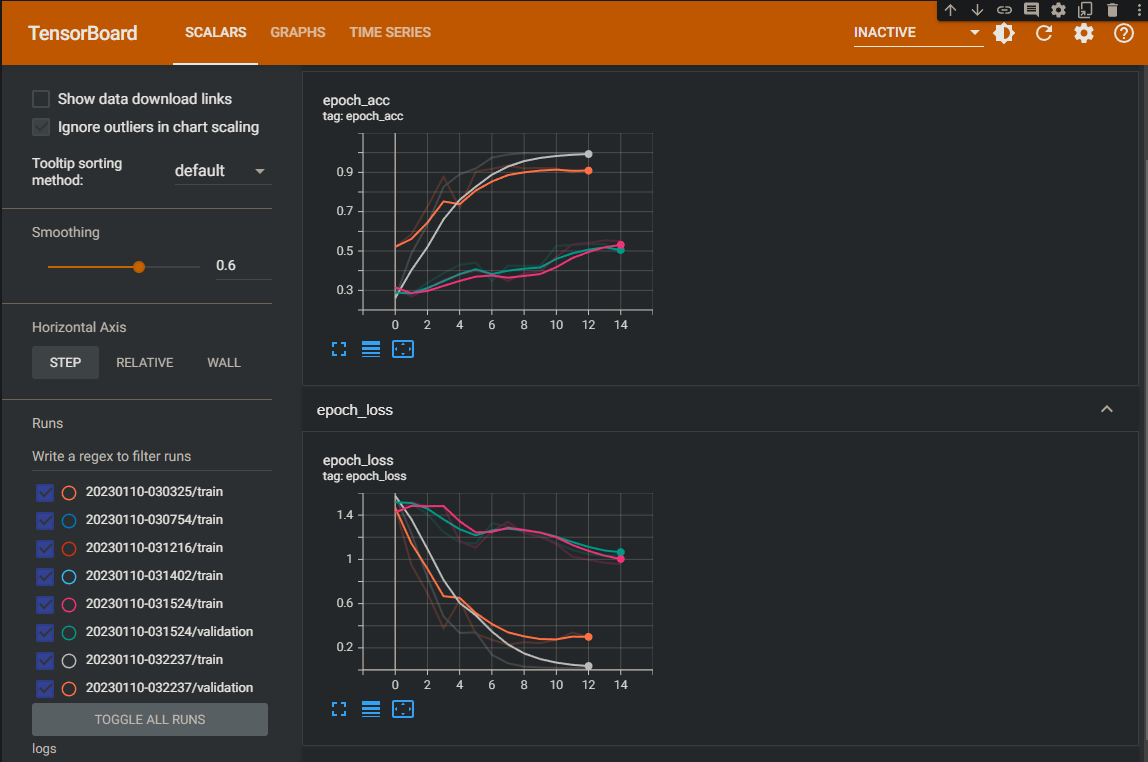 TensorBoard
SCALARS
GRAPHS
TIME SERIES
INACTIVE
Show data download links
Ignore outliers in chart scaling
Tooltip sorting
method:
default
Smoothing
0.6
Horizontal Axis
STEP
RELATIVE
WALL
Runs
Write a regex to filter runs
20230110-030325/train
20230110-030754/train
20230110-031216/train
20230110-031402/train
20230110-031524/train
20230110-031524/validation
20230110-032237/train
20230110-032237/validation
TOGGLE ALL RUNS
logs
epoch_acc
tag: epoch_acc
0.9
0.7
0.5
0.3
0 2 4 6 8 10 12 14
epoch_loss
epoch_loss
tag: epoch_loss
1.4
1
0.6
0.2
0 2 4 6 8 10 12 14